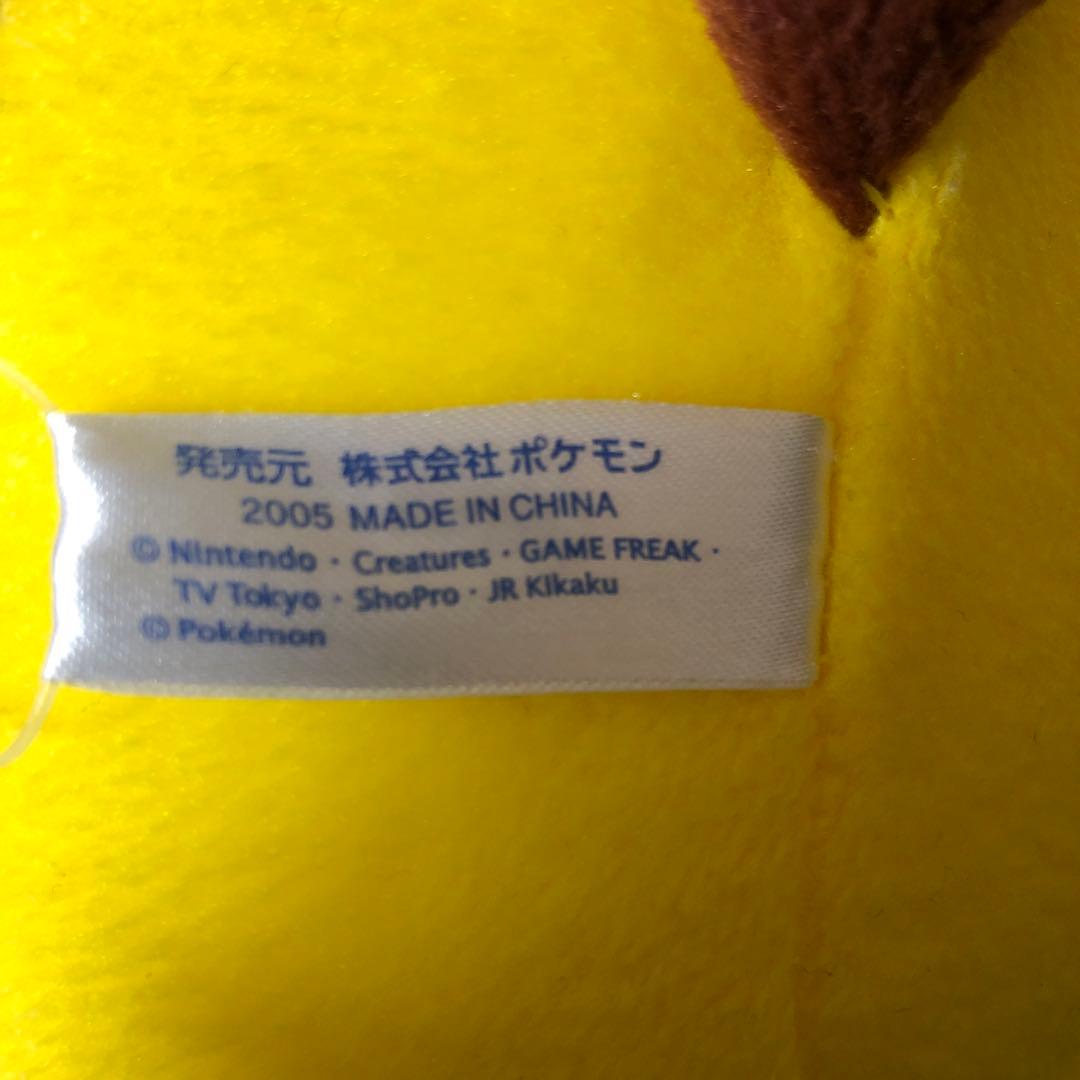 発売元 株式会社ポケモン
2005 MADE IN CHINA
© Nintendo・Creatures・GAME FREAK・
TV Tokyo・ShoPro・JR Kikaku
© Pokémon